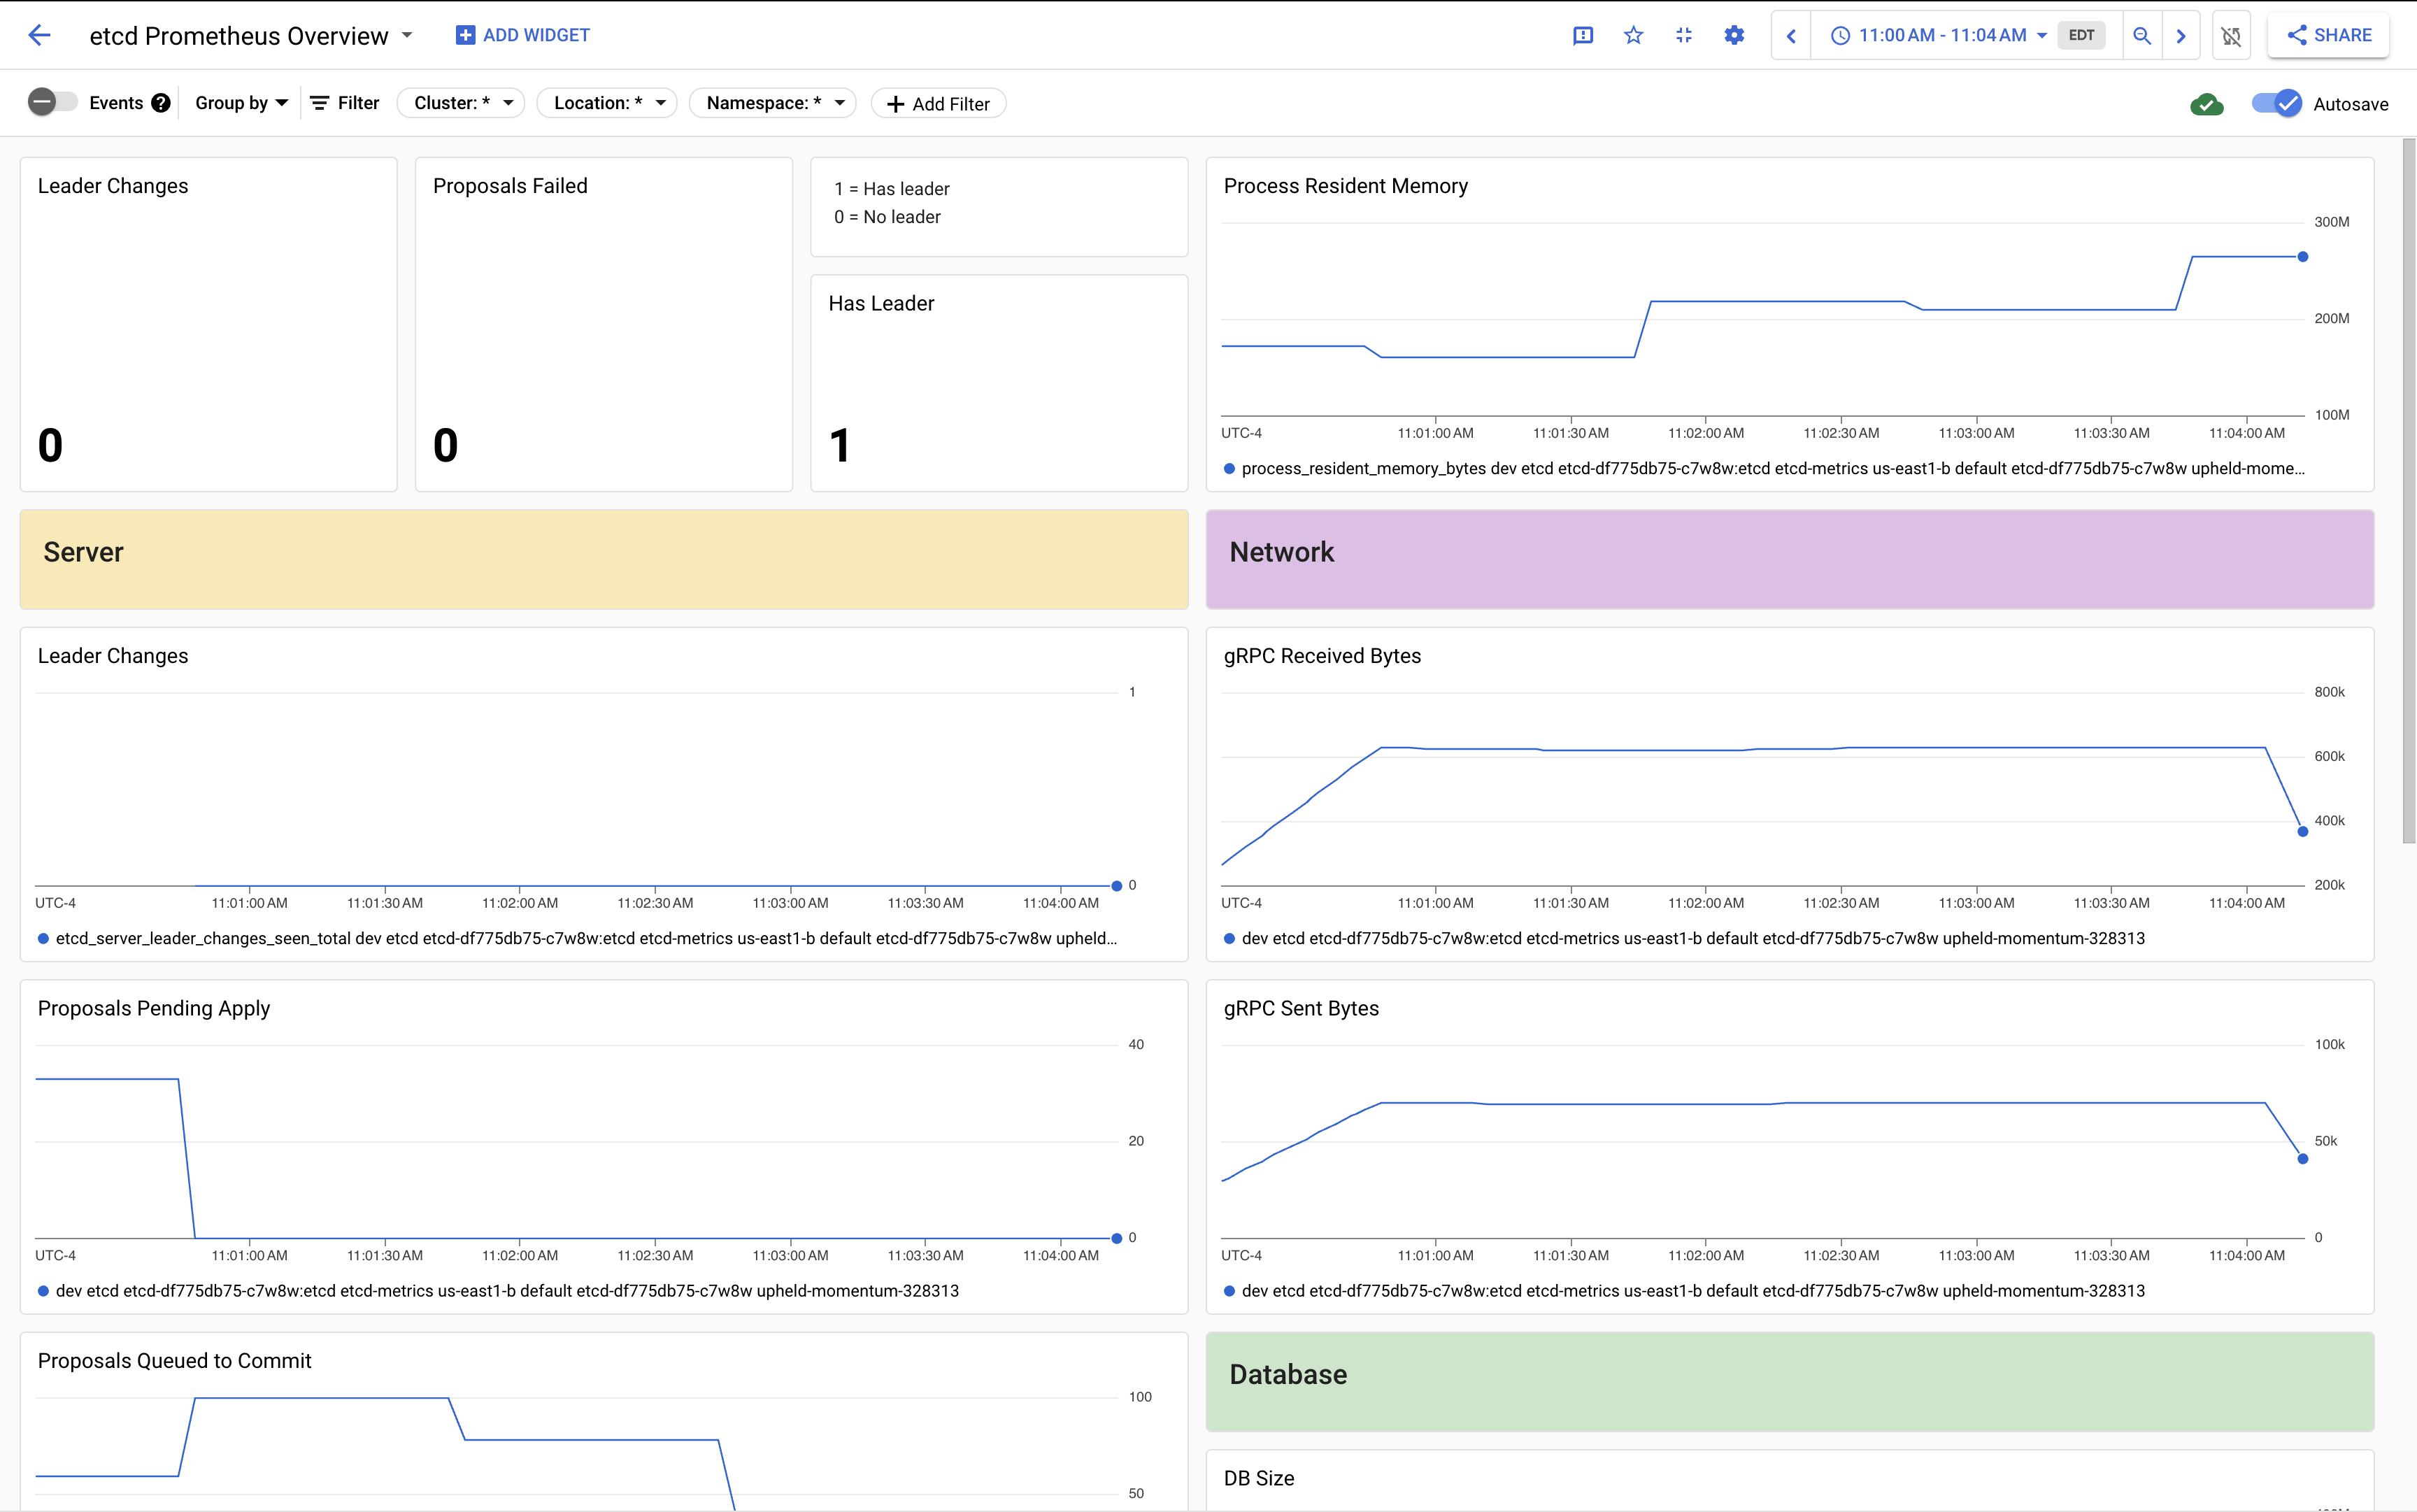 etcd Prometheus Overview
ADD WIDGET
11:00 AM - 11:04 AM
EDT
SHARE
Events
Group by
Filter
Cluster: *
Location: *
Namespace: *
Add Filter
Autosave
Leader Changes
0
Proposals Failed
0
1 = Has leader
0 = No leader
Has Leader
1
Process Resident Memory
300M
200M
100M
UTC-4 11:01:00 AM 11:01:30 AM 11:02:00 AM 11:02:30 AM 11:03:00 AM 11:03:30 AM 11:04:00 AM
process_resident_memory_bytes dev etcd etcd-df775db75-c7w8w:etcd etcd-metrics us-east1-b default etcd-df775db75-c7w8w upheld-mome...
Server
Network
Leader Changes
1
0
UTC-4 11:01:00 AM 11:01:30 AM 11:02:00 AM 11:02:30 AM 11:03:00 AM 11:03:30 AM 11:04:00 AM
etcd_server_leader_changes_seen_total dev etcd etcd-df775db75-c7w8w:etcd etcd-metrics us-east1-b default etcd-df775db75-c7w8w upheld...
gRPC Received Bytes
800k
600k
400k
200k
UTC-4 11:01:00 AM 11:01:30 AM 11:02:00 AM 11:02:30 AM 11:03:00 AM 11:03:30 AM 11:04:00 AM
dev etcd etcd-df775db75-c7w8w:etcd etcd-metrics us-east1-b default etcd-df775db75-c7w8w upheld-momentum-328313
Proposals Pending Apply
40
20
0
UTC-4 11:01:00 AM 11:01:30 AM 11:02:00 AM 11:02:30 AM 11:03:00 AM 11:03:30 AM 11:04:00 AM
dev etcd etcd-df775db75-c7w8w:etcd etcd-metrics us-east1-b default etcd-df775db75-c7w8w upheld-momentum-328313
gRPC Sent Bytes
100k
50k
0
UTC-4 11:01:00 AM 11:01:30 AM 11:02:00 AM 11:02:30 AM 11:03:00 AM 11:03:30 AM 11:04:00 AM
dev etcd etcd-df775db75-c7w8w:etcd etcd-metrics us-east1-b default etcd-df775db75-c7w8w upheld-momentum-328313
Proposals Queued to Commit
100
50
Database
DB Size